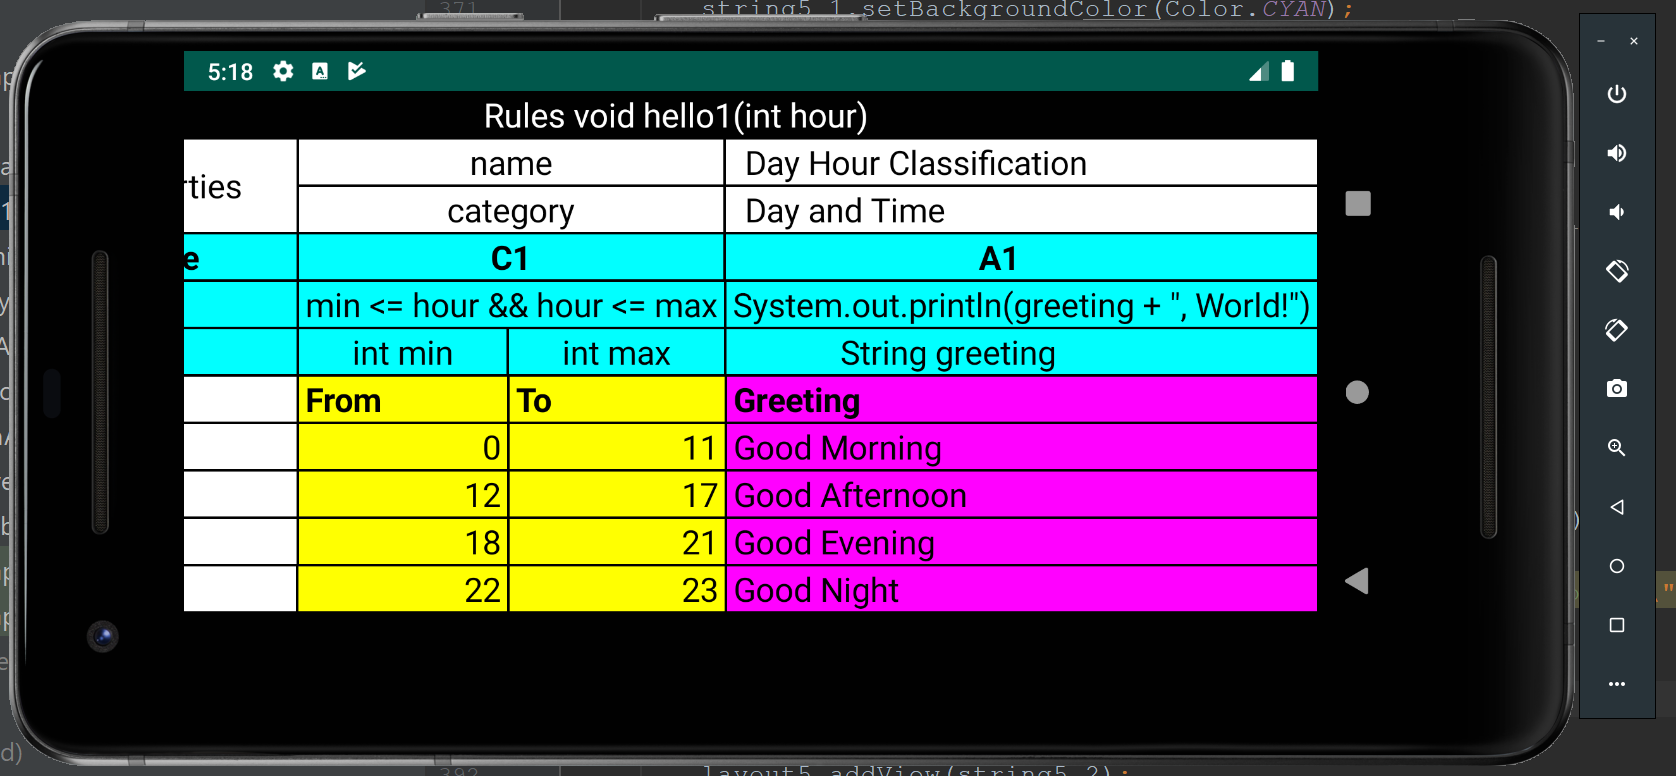 371 string5_1.setBackgroundColor(Color.CYAN);
5:18
Rules void hello1(int hour)
rties name Day Hour Classification
category Day and Time
e C1 A1
min <= hour && hour <= max System.out.println(greeting + ", World!")
int min int max String greeting
From To Greeting
0 11 Good Morning
12 17 Good Afternoon
18 21 Good Evening
22 23 Good Night
d)
392 layout5.addView(string5_2);